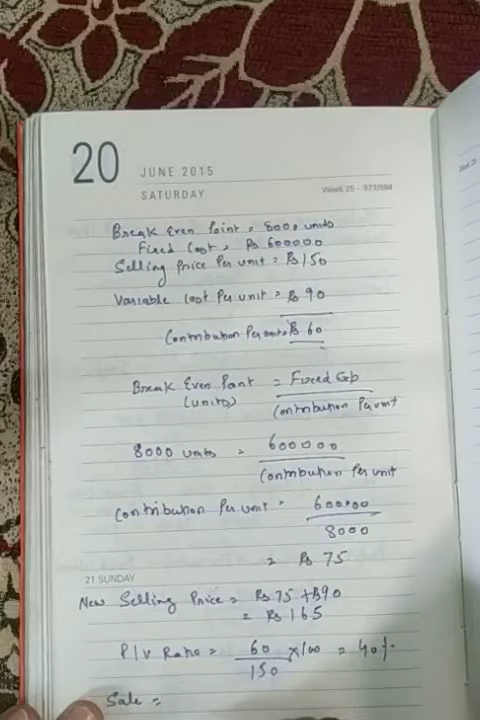 20
JUNE 2015
SATURDAY
Week 25 - 171/194
Break Even Point = 8000 units
Fixed Cost = Rs 600000
Selling Price Per unit = Rs 150
Variable Cost Per unit = Rs 90
Contribution Per unit = Rs 60
Break Even Point = Fixed Exp
(units) Contribution Per unit
8000 units = 600000
Contribution Per unit
Contribution Per unit = 600000
8000
= Rs 75
21 SUNDAY
New Selling Price = Rs 75 + Rs 90
= Rs 165
P/V Ratio = 60 x 100 = 40%
150
Sale =